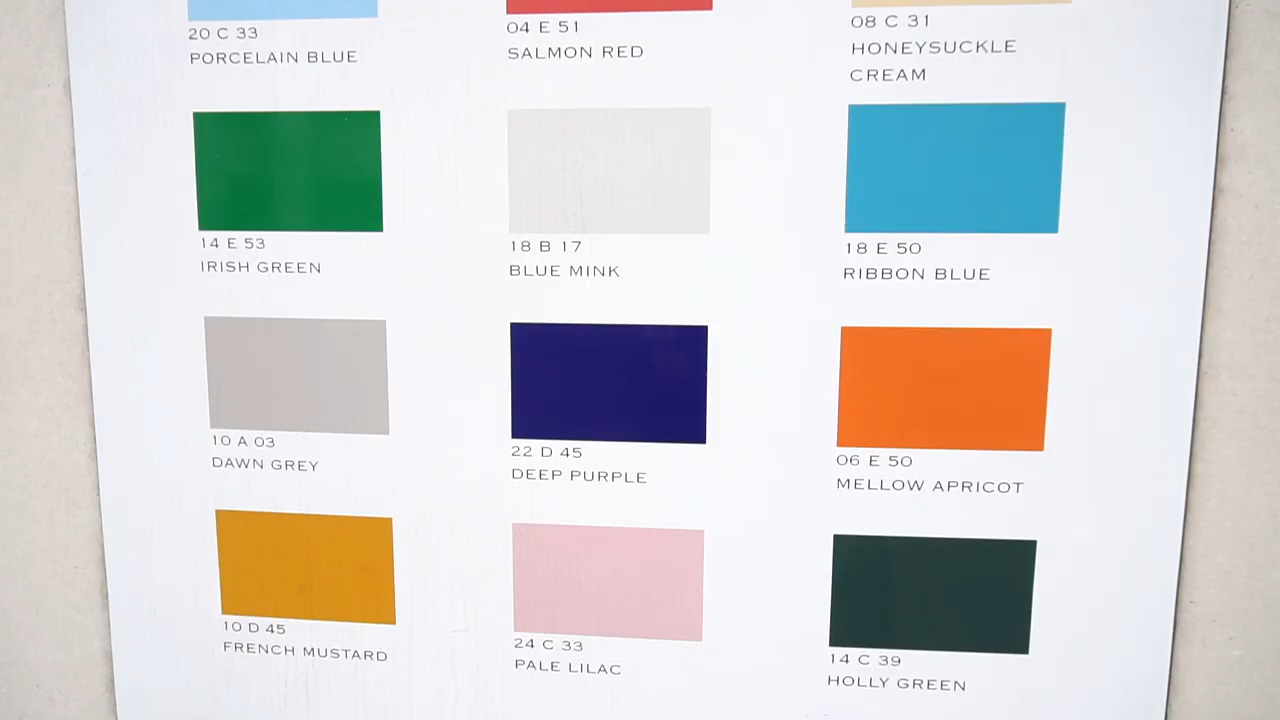 20 C 33
PORCELAIN BLUE
04 E 51
SALMON RED
08 C 31
HONEYSUCKLE
CREAM
14 E 53
IRISH GREEN
18 B 17
BLUE MINK
18 E 50
RIBBON BLUE
10 A 03
DAWN GREY
22 D 45
DEEP PURPLE
06 E 50
MELLOW APRICOT
10 D 45
FRENCH MUSTARD
24 C 33
PALE LILAC
14 C 39
HOLLY GREEN